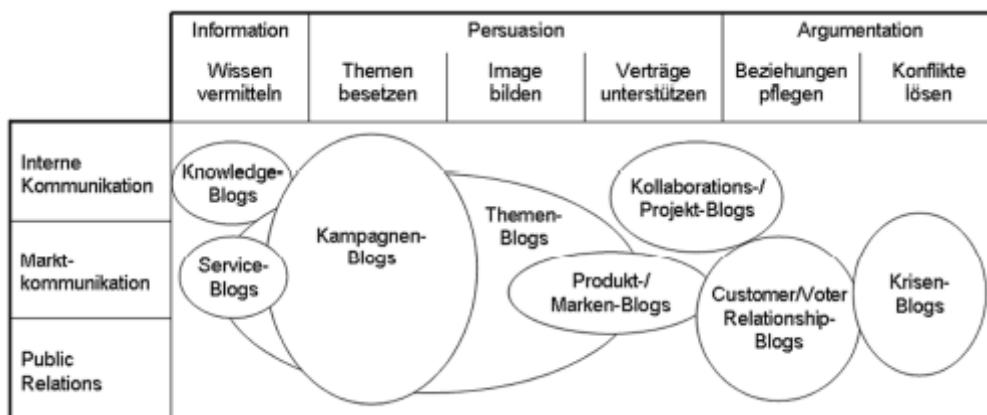 Information
Persuasion
Argumentation
Wissen
vermitteln
Themen
besetzen
Image
bilden
Verträge
unterstützen
Beziehungen
pflegen
Konflikte
lösen
Interne
Kommunikation
Knowledge-
Blogs
Kampagnen-
Blogs
Themen-
Blogs
Kollaborations-/
Projekt-Blogs
Markt-
kommunikation
Service-
Blogs
Produkt-/
Marken-Blogs
Customer/Voter
Relationship-
Blogs
Krisen-
Blogs
Public
Relations